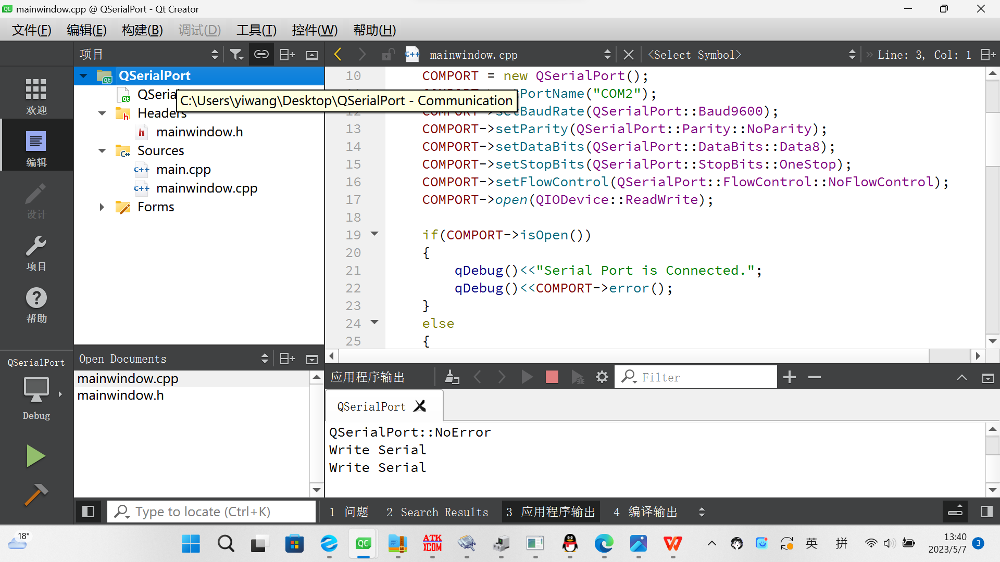 mainwindow.cpp @ QSerialPort - Qt Creator
文件(F) 编辑(E) 构建(B) 调试(D) 工具(T) 控件(W) 帮助(H)
项目
mainwindow.cpp
<Select Symbol>
Line: 3, Col: 1
欢迎
编辑
设计
项目
帮助
QSerialPort
Debug
QSerialPort
QSeria
C:\Users\yiwang\Desktop\QSerialPort - Communication
Headers
mainwindow.h
Sources
main.cpp
mainwindow.cpp
Forms
10 COMPORT = new QSerialPort();
tPortName("COM2");
12 setBaudRate(QSerialPort::Baud9600);
13 COMPORT->setParity(QSerialPort::Parity::NoParity);
14 COMPORT->setDataBits(QSerialPort::DataBits::Data8);
15 COMPORT->setStopBits(QSerialPort::StopBits::OneStop);
16 COMPORT->setFlowControl(QSerialPort::FlowControl::NoFlowControl);
17 COMPORT->open(QIODevice::ReadWrite);
18
19 if(COMPORT->isOpen())
20 {
21 qDebug()<<"Serial Port is Connected.";
22 qDebug()<<COMPORT->error();
23 }
24 else
25 {
Open Documents
mainwindow.cpp
mainwindow.h
应用程序输出
Filter
QSerialPort
QSerialPort::NoError
Write Serial
Write Serial
Type to locate (Ctrl+K)
1 问题 2 Search Results 3 应用程序输出 4 编译输出
18°
ATK
XCOM
英 拼
13:40
2023/5/7
3